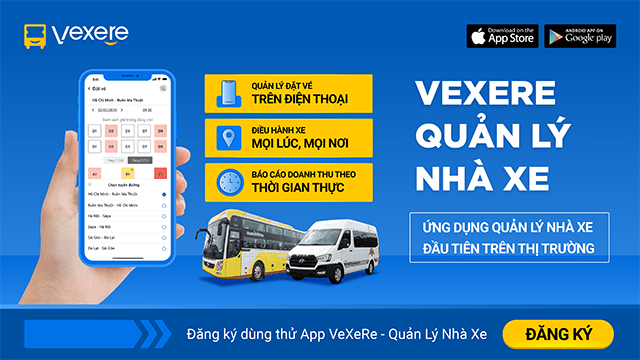 vexere
Download on the
App Store
ANDROID APP ON
Google play
Đặt vé
Hồ Chí Minh - Buôn Ma Thuột
QUẢN LÝ ĐẶT VÉ
TRÊN ĐIỆN THOẠI
ĐIỀU HÀNH XE
MỌI LÚC, MỌI NƠI
BÁO CÁO DOANH THU THEO
THỜI GIAN THỰC
VEXERE
QUẢN LÝ
NHÀ XE
ỨNG DỤNG QUẢN LÝ NHÀ XE
ĐẦU TIÊN TRÊN THỊ TRƯỜNG
Chọn tuyến đường
Hồ Chí Minh - Buôn Ma Thuột
Buôn Ma Thuột - Hồ Chí Minh
Hà Nội - Sapa
Sapa - Hà Nội
Sài Gòn - Đà Lạt
Đà Lạt - Sài Gòn
Đăng ký dùng thử App VeXeRe - Quản Lý Nhà Xe
ĐĂNG KÝ